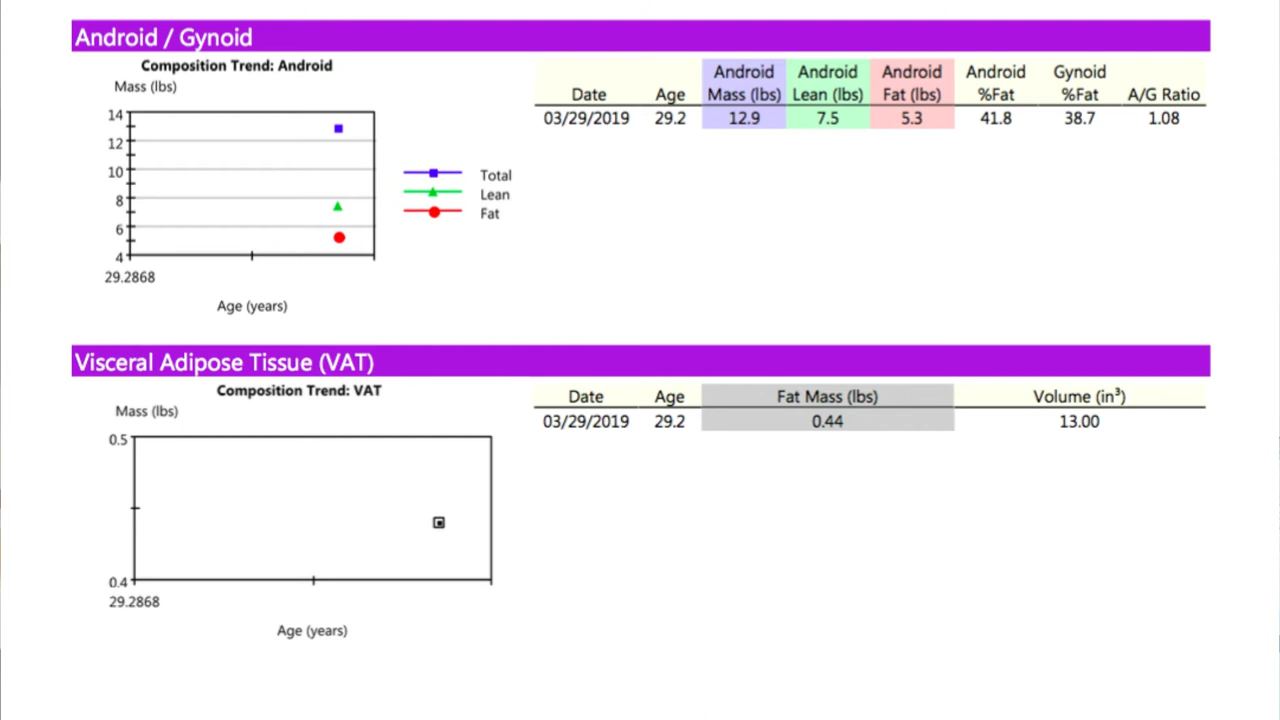 Android / Gynoid
Composition Trend: Android
Mass (lbs)
14
12
10
8
6
4
29.2868
Age (years)
Total
Lean
Fat
Android Android Android Android Gynoid
Date Age Mass (lbs) Lean (lbs) Fat (lbs) %Fat %Fat A/G Ratio
03/29/2019 29.2 12.9 7.5 5.3 41.8 38.7 1.08
Visceral Adipose Tissue (VAT)
Composition Trend: VAT
Mass (lbs)
0.5
0.4
29.2868
Age (years)
Date Age Fat Mass (lbs) Volume (in³)
03/29/2019 29.2 0.44 13.00